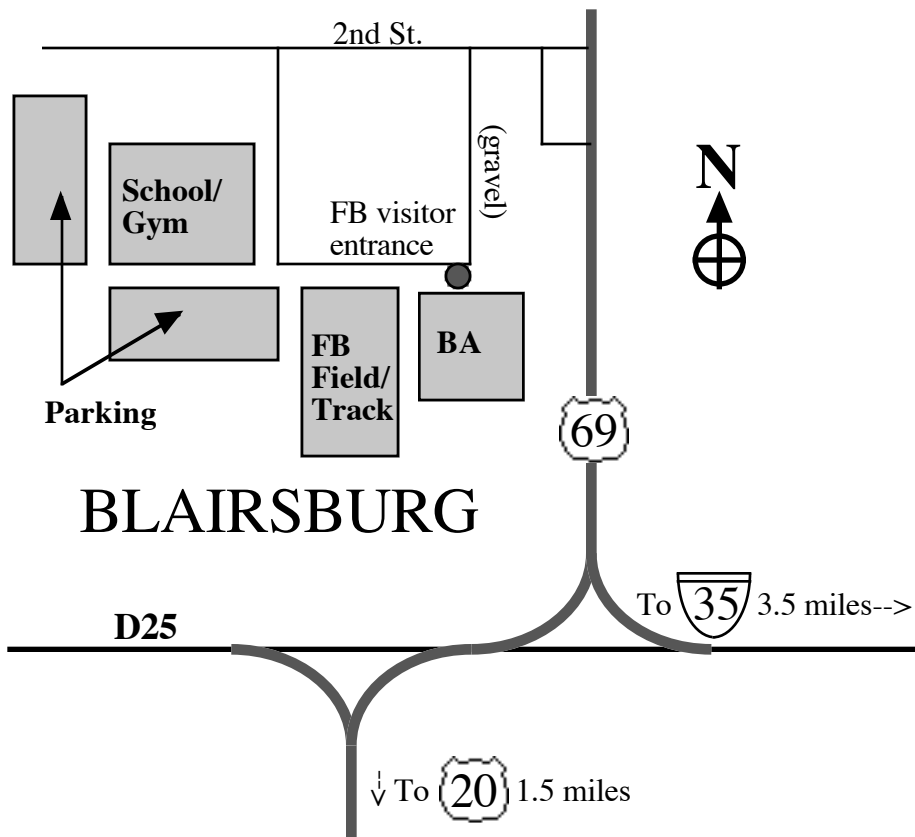 2nd St.
(gravel)
N
School/
Gym
FB visitor
entrance
FB
Field/
Track
BA
Parking
69
BLAIRSBURG
To 35 3.5 miles-->
D25
To 20 1.5 miles